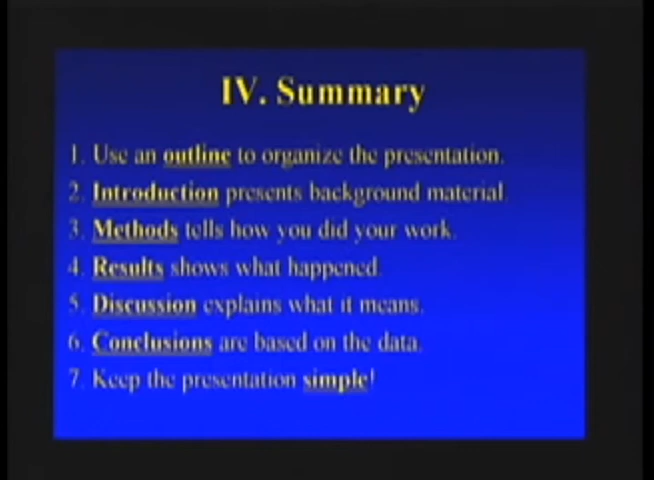 IV. Summary
1. Use an outline to organize the presentation.
2. Introduction presents background material.
3. Methods tells how you did your work.
4. Results shows what happened.
5. Discussion explains what it means.
6. Conclusions are based on the data.
7. Keep the presentation simple!